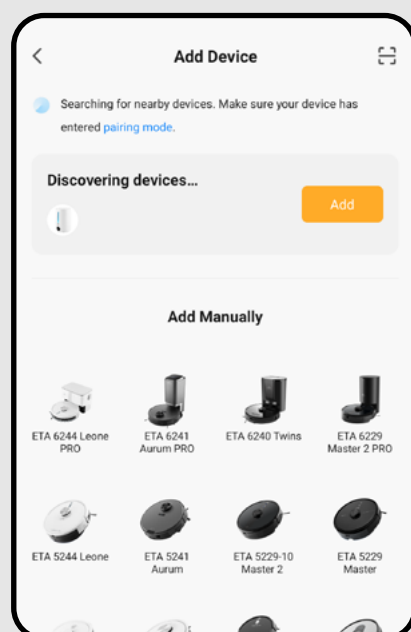 Add Device
Searching for nearby devices. Make sure your device has
entered pairing mode.
Discovering devices...
Add
Add Manually
ETA 6244 Leone
PRO
ETA 6241
Aurum PRO
ETA 6240 Twins
ETA 6229
Master 2 PRO
ETA 5244 Leone
ETA 5241
Aurum
ETA 5229-10
Master 2
ETA 5229
Master